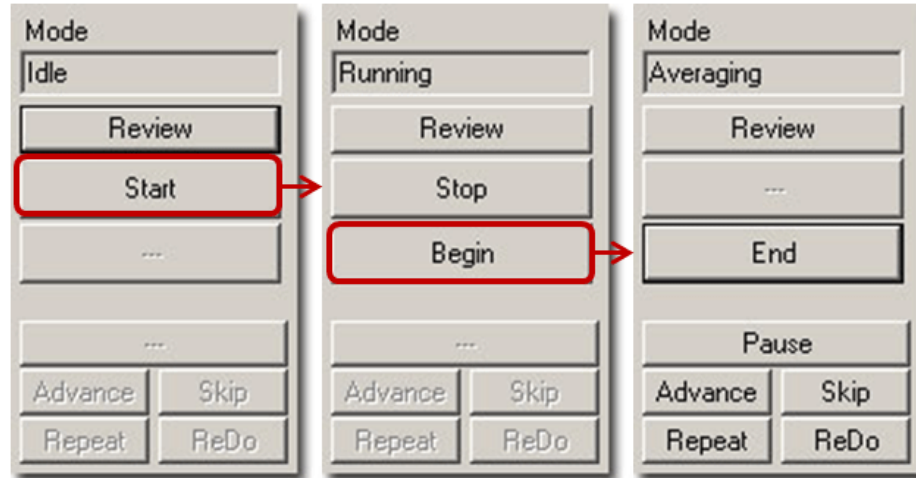 Mode
Idle
Review
Start
---
---
Advance Skip
Repeat ReDo
Mode
Running
Review
Stop
Begin
---
Advance Skip
Repeat ReDo
Mode
Averaging
Review
---
End
Pause
Advance Skip
Repeat ReDo